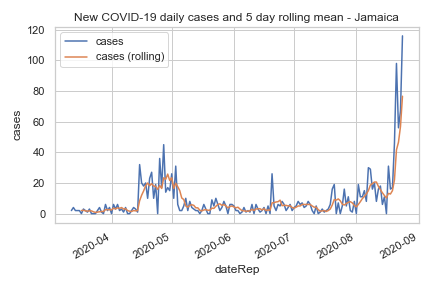 New COVID-19 daily cases and 5 day rolling mean - Jamaica
120
cases
cases (rolling)
100
80
60
40
20
0
cases
2020-04
2020-05
2020-06
2020-07
2020-08
2020-09
dateRep